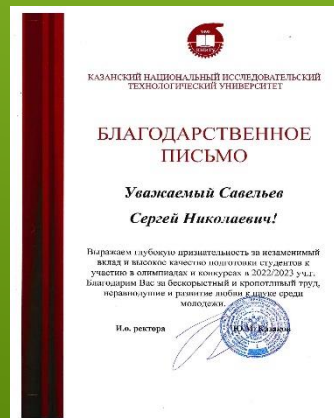 КАЗАНСКИЙ НАЦИОНАЛЬНЫЙ ИССЛЕДОВАТЕЛЬСКИЙ
ТЕХНОЛОГИЧЕСКИЙ УНИВЕРСИТЕТ
БЛАГОДАРСТВЕННОЕ
ПИСЬМО
Уважаемый Савельев
Сергей Николаевич!
Выражаем глубокую признательность за незаменимый
вклад и высокое качество подготовки студентов к
участию в олимпиадах и конкурсах в 2022/2023 уч.г.
Благодарим Вас за бескорыстный и кропотливый труд,
неравнодушие и развитие любви к науке среди
молодежи.
И.о. ректора
Ю.М. Казаков